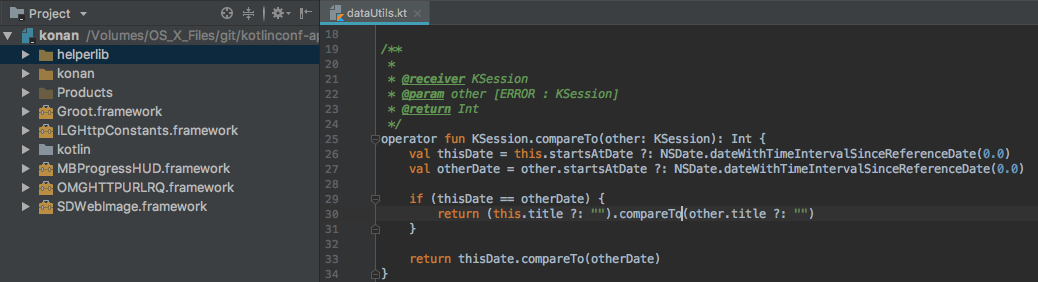 Project
konan /Volumes/OS_X_Files/git/kotlinconf-ap
helperlib
konan
Products
Groot.framework
ILGHttpConstants.framework
kotlin
MBProgressHUD.framework
OMGHTTPURLRQ.framework
SDWebImage.framework
dataUtils.kt
18
19 /**
20 *
21 * @receiver KSession
22 * @param other [ERROR : KSession]
23 * @return Int
24 */
25 operator fun KSession.compareTo(other: KSession): Int {
26 val thisDate = this.startsAtDate ?: NSDate.dateWithTimeIntervalSinceReferenceDate(0.0)
27 val otherDate = other.startsAtDate ?: NSDate.dateWithTimeIntervalSinceReferenceDate(0.0)
28
29 if (thisDate == otherDate) {
30 return (this.title ?: "").compareTo(other.title ?: "")
31 }
32
33 return thisDate.compareTo(otherDate)
34 }